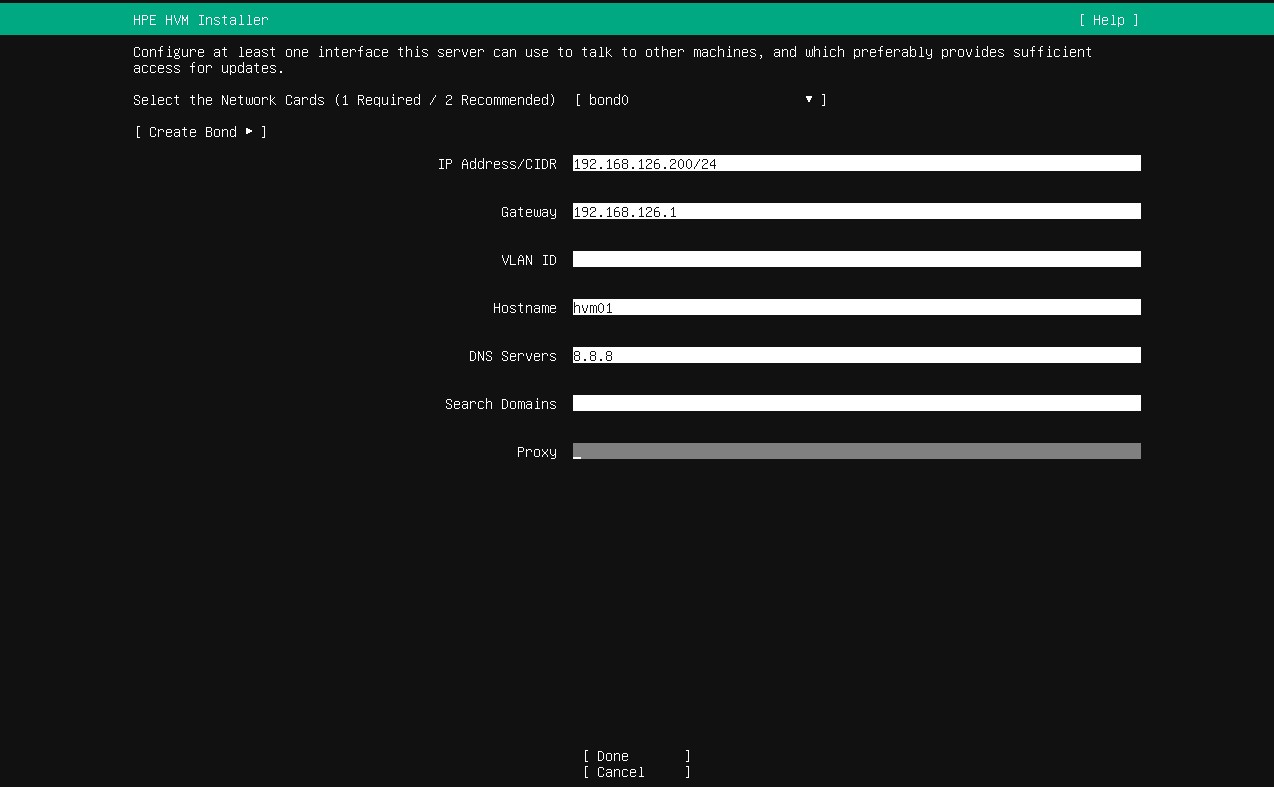 HPE HVM Installer [ Help ]
Configure at least one interface this server can use to talk to other machines, and which preferably provides sufficient
access for updates.
Select the Network Cards (1 Required / 2 Recommended) [ bond0 ▼ ]
[ Create Bond ► ]
IP Address/CIDR 192.168.126.200/24
Gateway 192.168.126.1
VLAN ID
Hostname hvm01
DNS Servers 8.8.8
Search Domains
Proxy
[ Done ]
[ Cancel ]